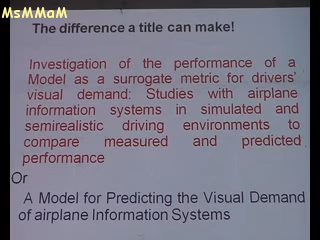 MsMMaM
The difference a title can make!
Investigation of the performance of a
Model as a surrogate metric for drivers'
visual demand: Studies with airplane
information systems in simulated and
semirealistic driving environments to
compare measured and predicted
performance
Or
A Model for Predicting the Visual Demand
of airplane Information Systems